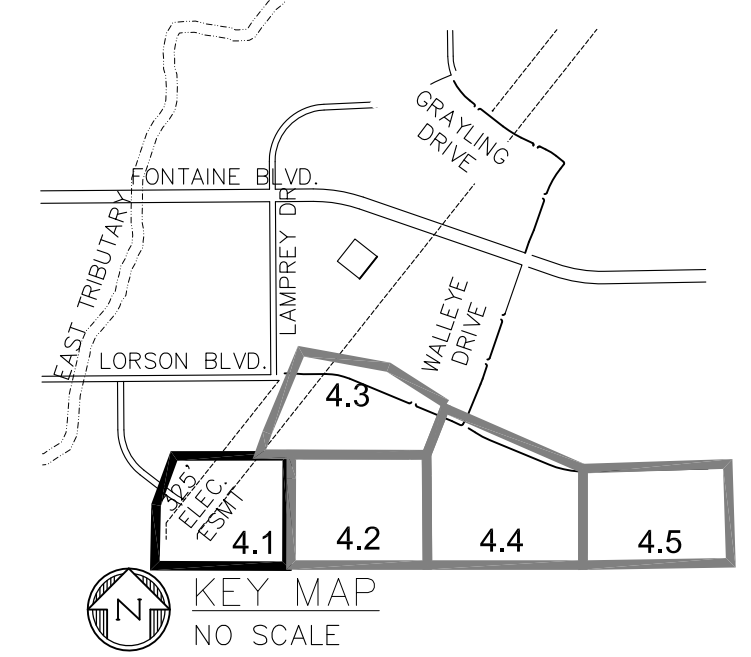 GRAYLING
DRIVE
FONTAINE BLVD.
EAST TRIBUTARY
LAMPREY DR
WALLEYE
DRIVE
LORSON BLVD.
4.3
325'
ELEC.
ESMT
4.1
4.2
4.4
4.5
N
KEY MAP
NO SCALE